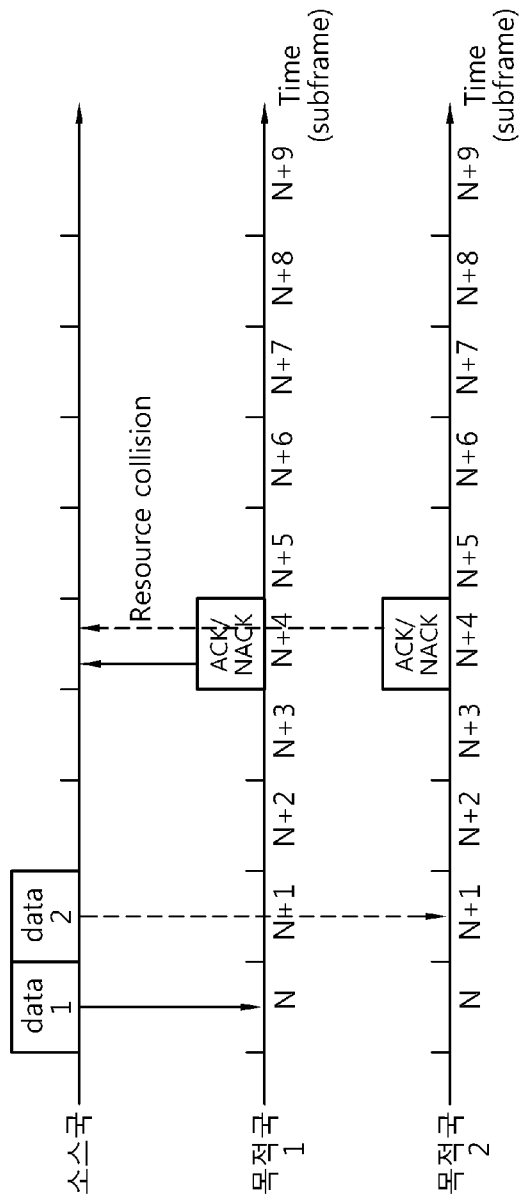 data
1
data
2
소스국
Resource collision
ACK/
NACK
목적국
1
N
N+1
N+2
N+3
N+4
N+5
N+6
N+7
N+8
N+9
Time
(subframe)
ACK/
NACK
목적국
2
N
N+1
N+2
N+3
N+4
N+5
N+6
N+7
N+8
N+9
Time
(subframe)